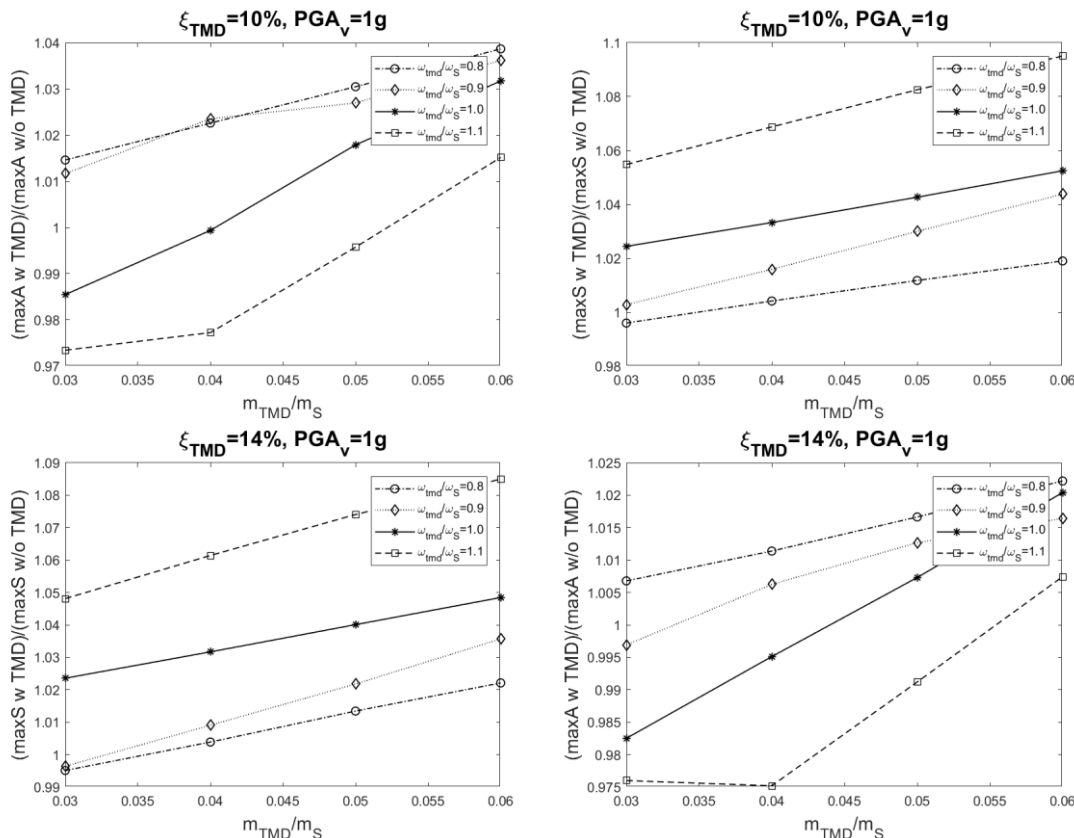 ξTMD=10%, PGAv=1g
(maxA w TMD)/(maxA w/o TMD)
1.04
1.03
1.02
1.01
1
0.99
0.98
0.97
ωtmd/ωS=0.8
ωtmd/ωS=0.9
ωtmd/ωS=1.0
ωtmd/ωS=1.1
0.03 0.035 0.04 0.045 0.05 0.055 0.06
mTMD/mS
ξTMD=10%, PGAv=1g
(maxS w TMD)/(maxS w/o TMD)
1.1
1.08
1.06
1.04
1.02
1
0.98
ωtmd/ωS=0.8
ωtmd/ωS=0.9
ωtmd/ωS=1.0
ωtmd/ωS=1.1
0.03 0.035 0.04 0.045 0.05 0.055 0.06
mTMD/mS
ξTMD=14%, PGAv=1g
(maxS w TMD)/(maxS w/o TMD)
1.09
1.08
1.07
1.06
1.05
1.04
1.03
1.02
1.01
1
0.99
ωtmd/ωS=0.8
ωtmd/ωS=0.9
ωtmd/ωS=1.0
ωtmd/ωS=1.1
0.03 0.035 0.04 0.045 0.05 0.055 0.06
mTMD/mS
ξTMD=14%, PGAv=1g
(maxA w TMD)/(maxA w/o TMD)
1.025
1.02
1.015
1.01
1.005
1
0.995
0.99
0.985
0.98
0.975
ωtmd/ωS=0.8
ωtmd/ωS=0.9
ωtmd/ωS=1.0
ωtmd/ωS=1.1
0.03 0.035 0.04 0.045 0.05 0.055 0.06
mTMD/mS